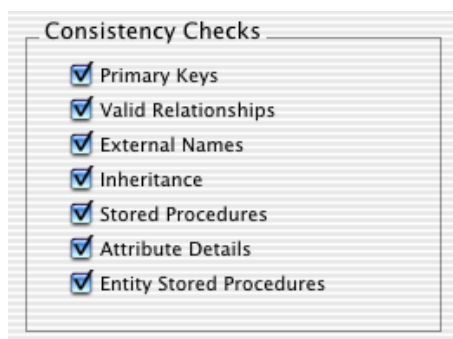 Consistency Checks
Primary Keys
Valid Relationships
External Names
Inheritance
Stored Procedures
Attribute Details
Entity Stored Procedures